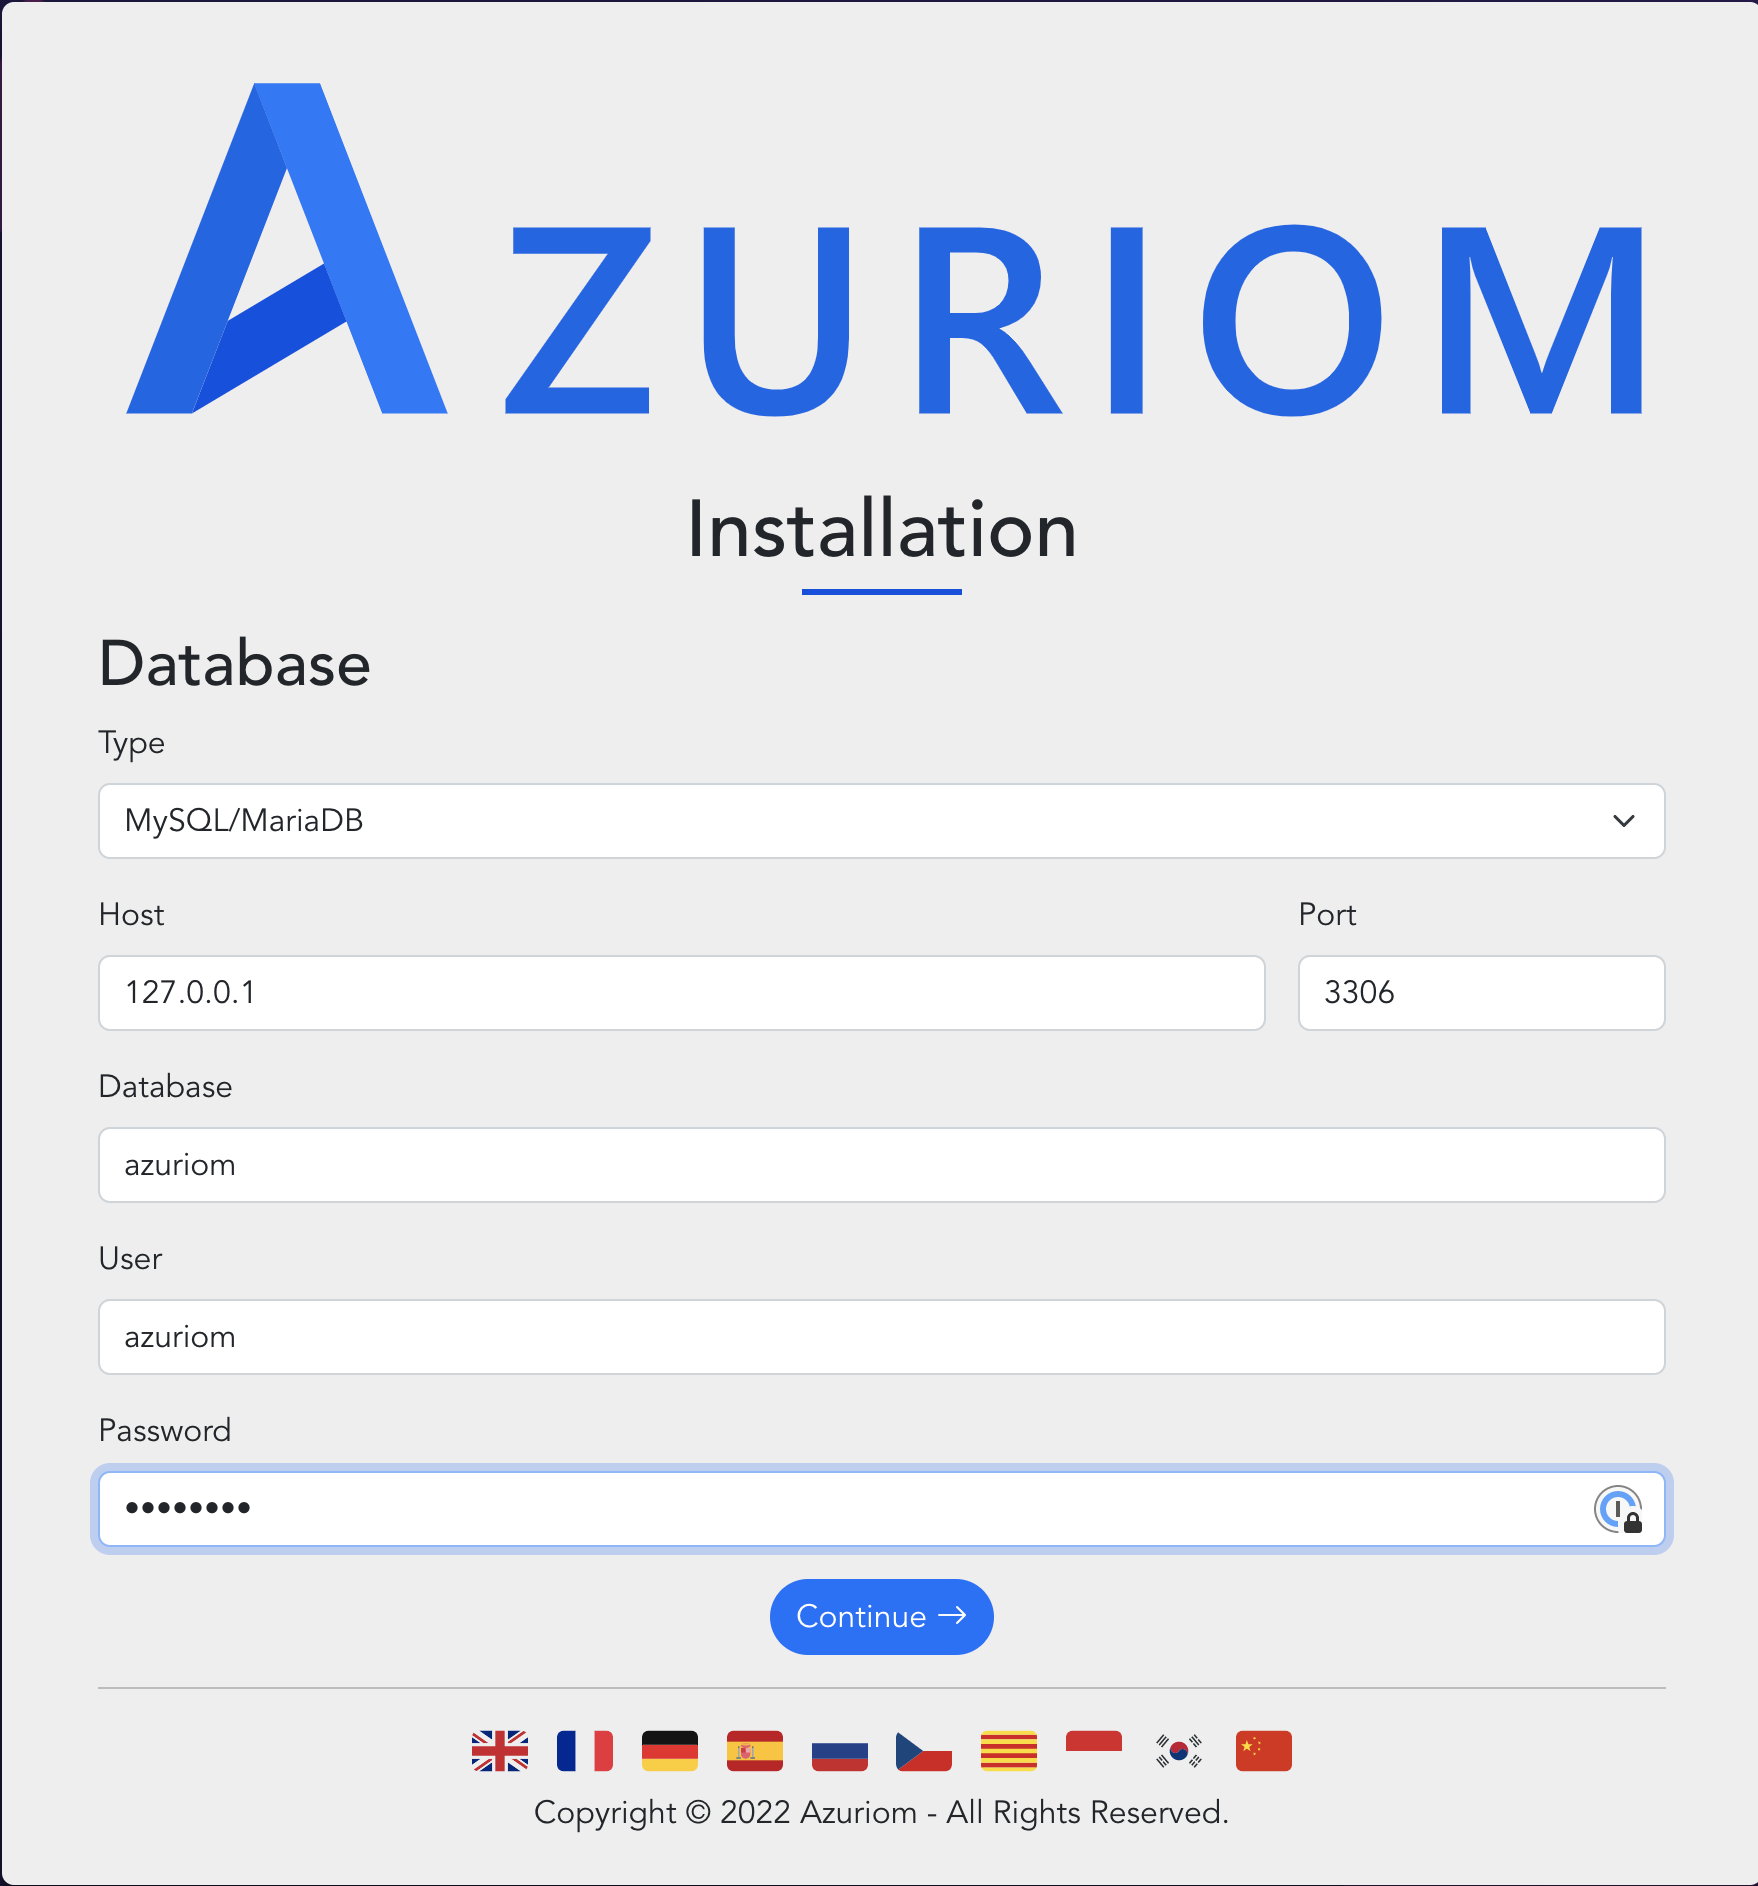 AZURIOM
Installation
Database
Type
MySQL/MariaDB
Host
Port
127.0.0.1
3306
Database
azuriom
User
azuriom
Password
••••••••
Continue →
Copyright © 2022 Azuriom - All Rights Reserved.